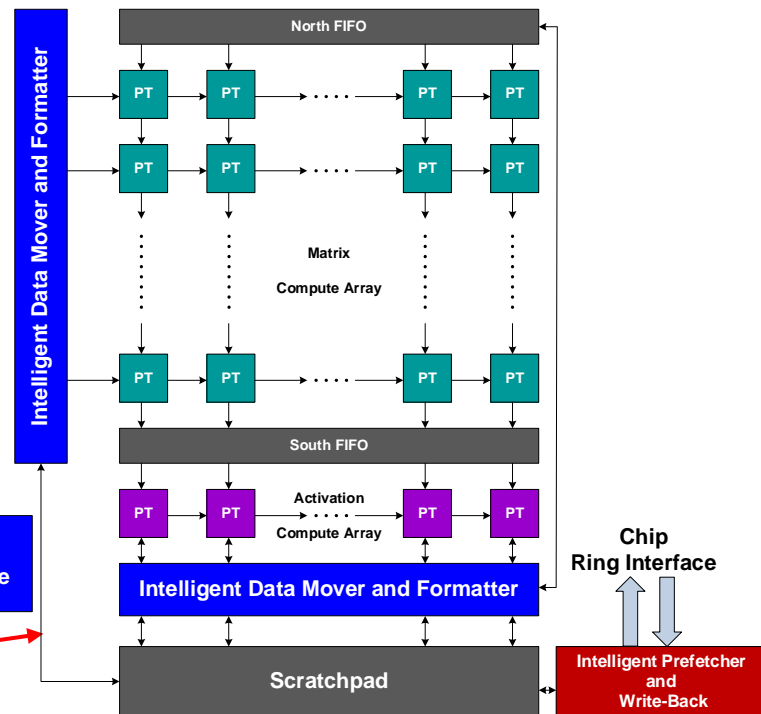 North FIFO
Intelligent Data Mover and Formatter
PT PT PT PT
PT PT PT PT
Matrix
Compute Array
PT PT PT PT
South FIFO
Activation
PT PT PT PT
Compute Array
Chip
Ring Interface
e
Intelligent Data Mover and Formatter
Scratchpad
Intelligent Prefetcher
and
Write-Back